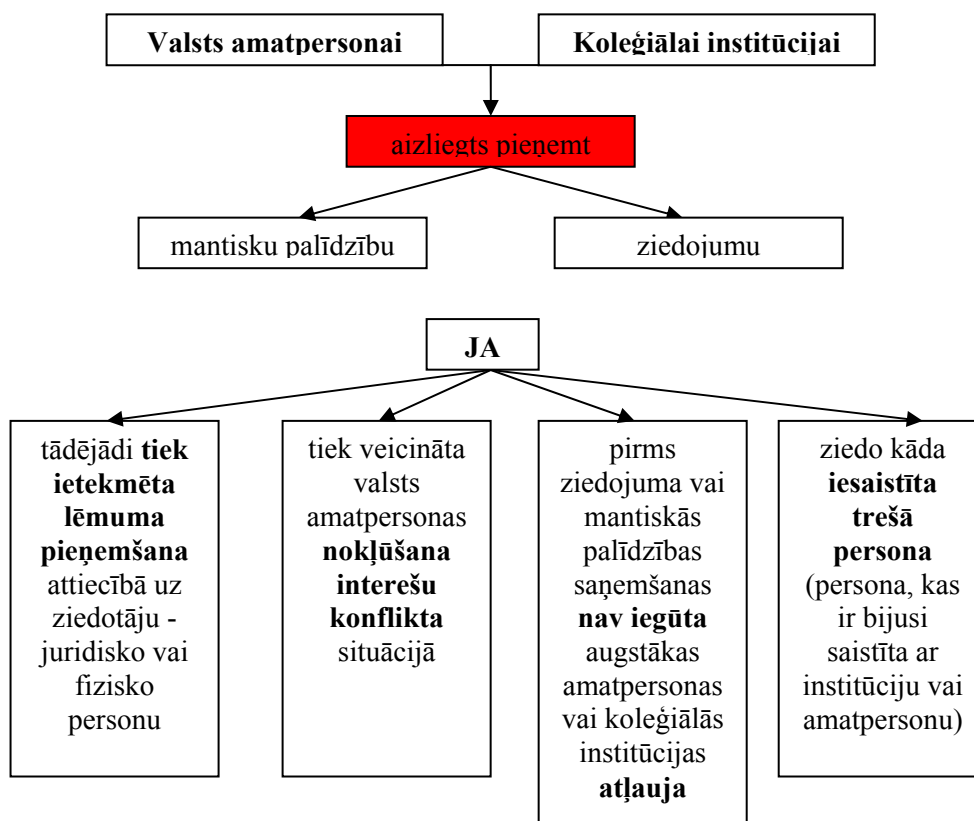 Valsts amatpersonai
Koleģiālai institūcijai
aizliegts pieņemt
mantisku palīdzību
ziedojumu
JA
tādējādi tiek
ietekmēta
lēmuma
pieņemšana
attiecībā uz
ziedotāju -
juridisko vai
fizisko
personu
tiek veicināta
valsts
amatpersonas
nokļūšana
interešu
konflikta
situācijā
pirms
ziedojuma vai
mantiskās
palīdzības
saņemšanas
nav iegūta
augstākas
amatpersonas
vai koleģiālās
institūcijas
atļauja
ziedo kāda
iesaistīta
trešā
persona
(persona, kas
ir bijusi
saistīta ar
institūciju vai
amatpersonu)